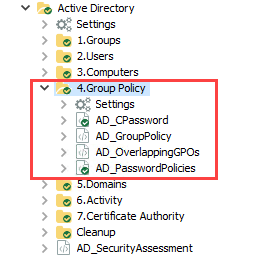 Active Directory
Settings
1.Groups
2.Users
3.Computers
4.Group Policy
Settings
AD_CPassword
AD_GroupPolicy
AD_OverlappingGPOs
AD_PasswordPolicies
5.Domains
6.Activity
7.Certificate Authority
Cleanup
AD_SecurityAssessment